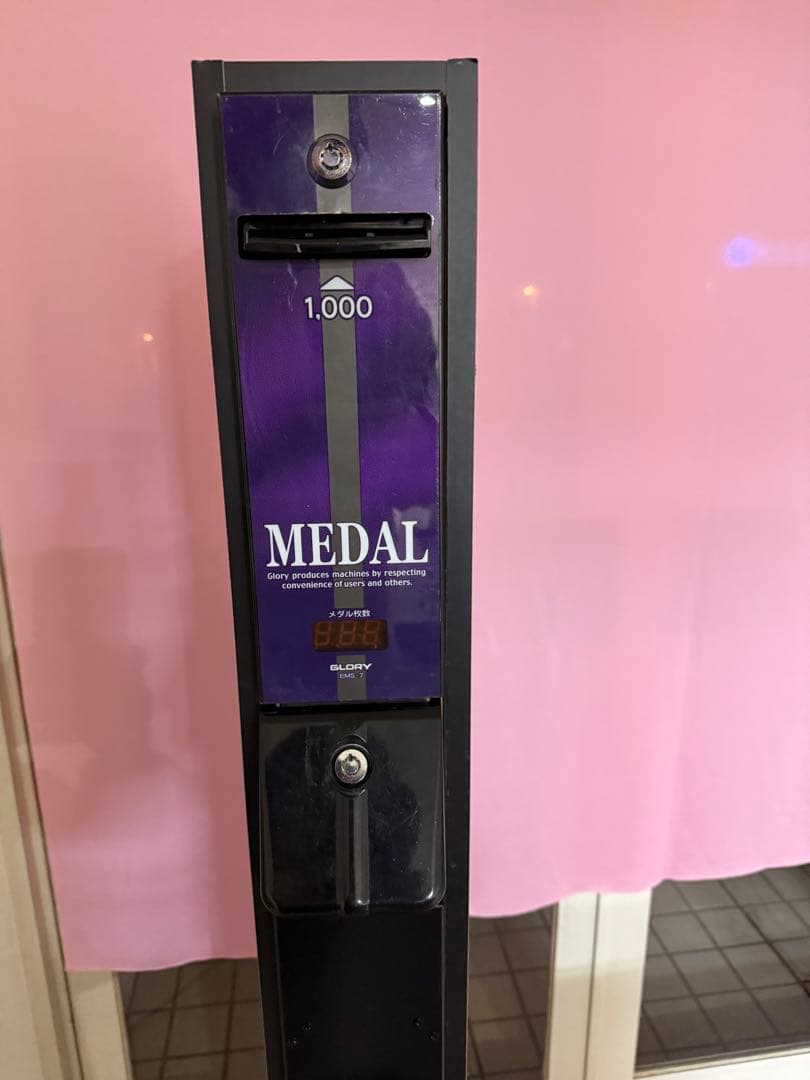 1,000
MEDAL
Glory produces machines by respecting
convenience of users and others.
メダル枚数
GLORY
EMS-7